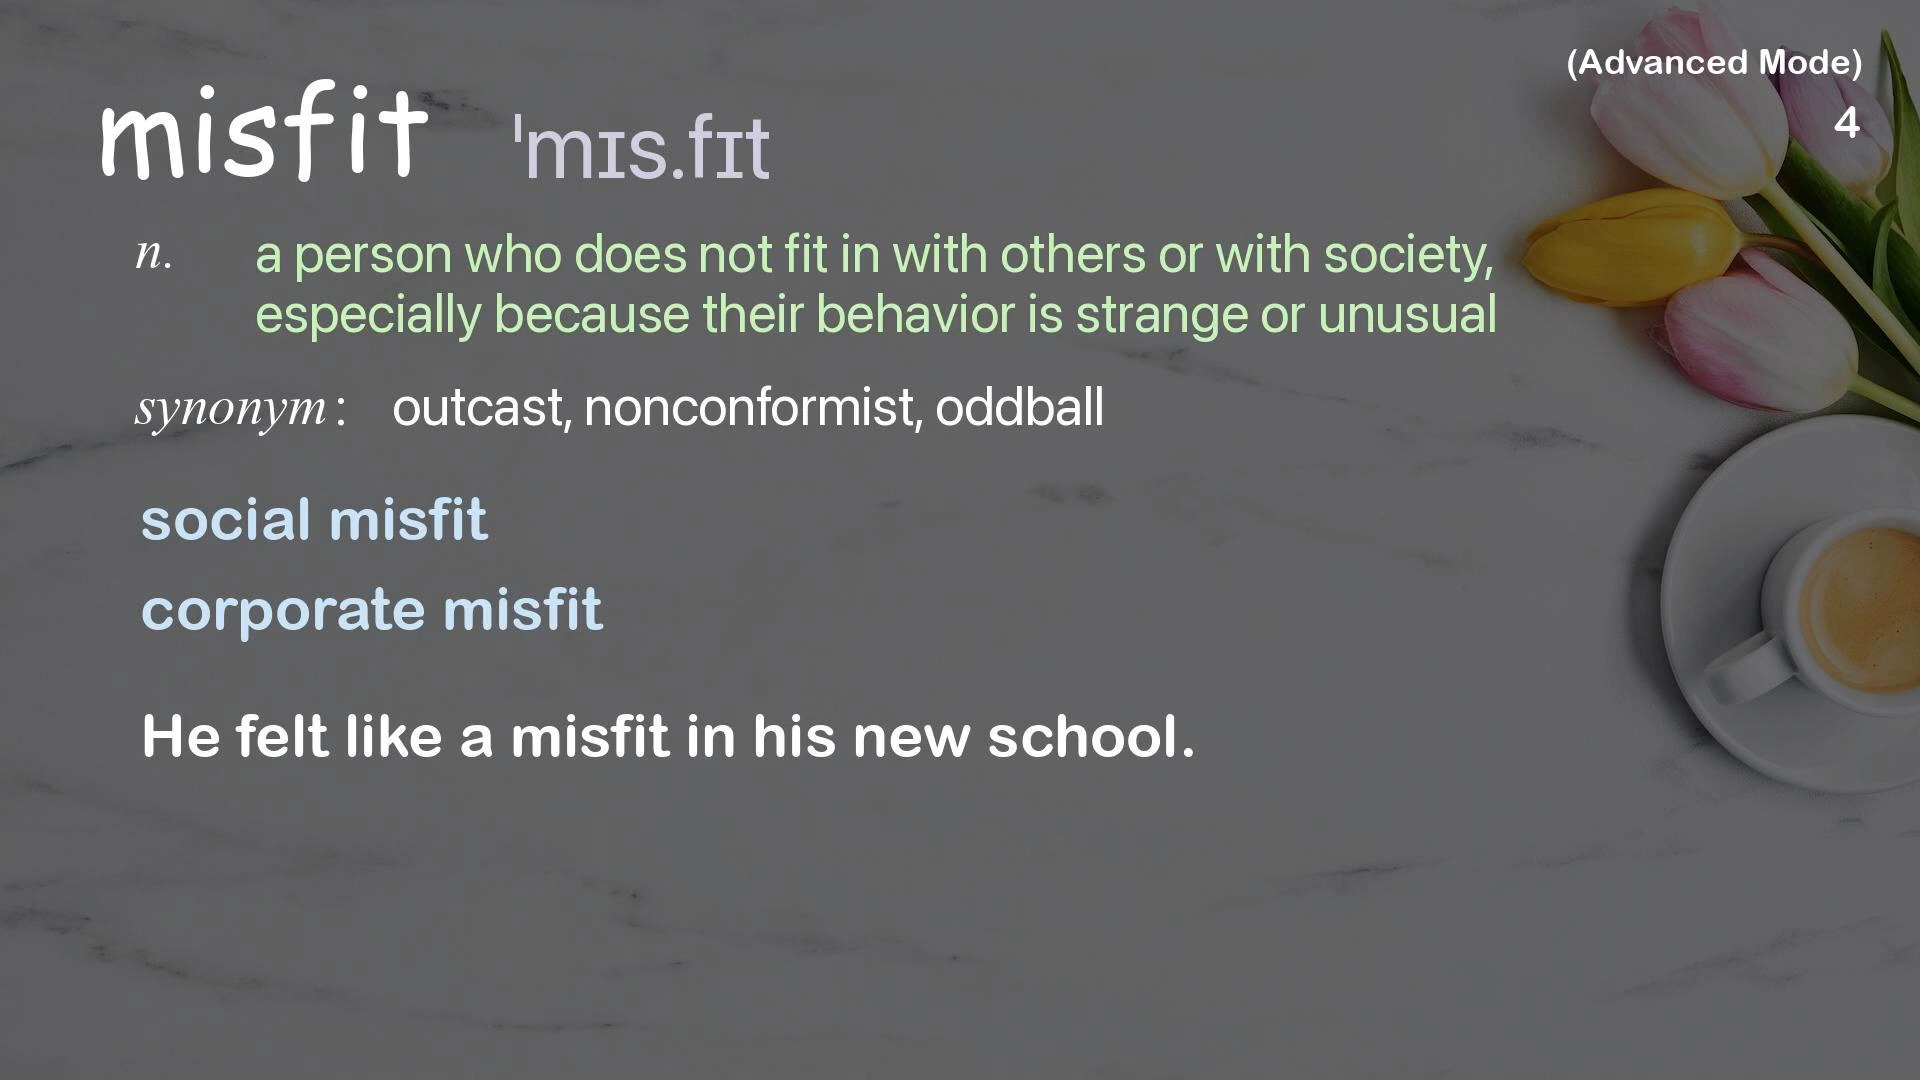 (Advanced Mode)
4
misfit ˈmɪs.fɪt
n. a person who does not fit in with others or with society,
especially because their behavior is strange or unusual
synonym : outcast, nonconformist, oddball
social misfit
corporate misfit
He felt like a misfit in his new school.